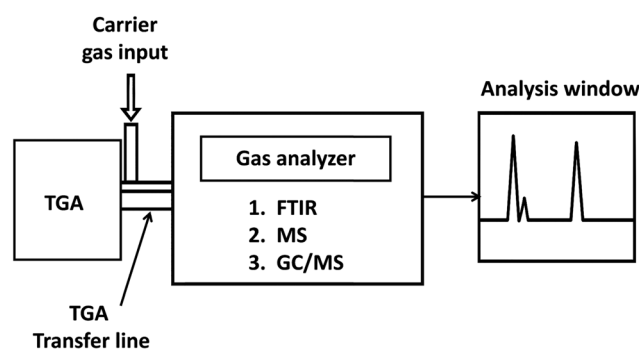 Carrier
gas input
Analysis window
Gas analyzer
TGA
1. FTIR
2. MS
3. GC/MS
TGA
Transfer line